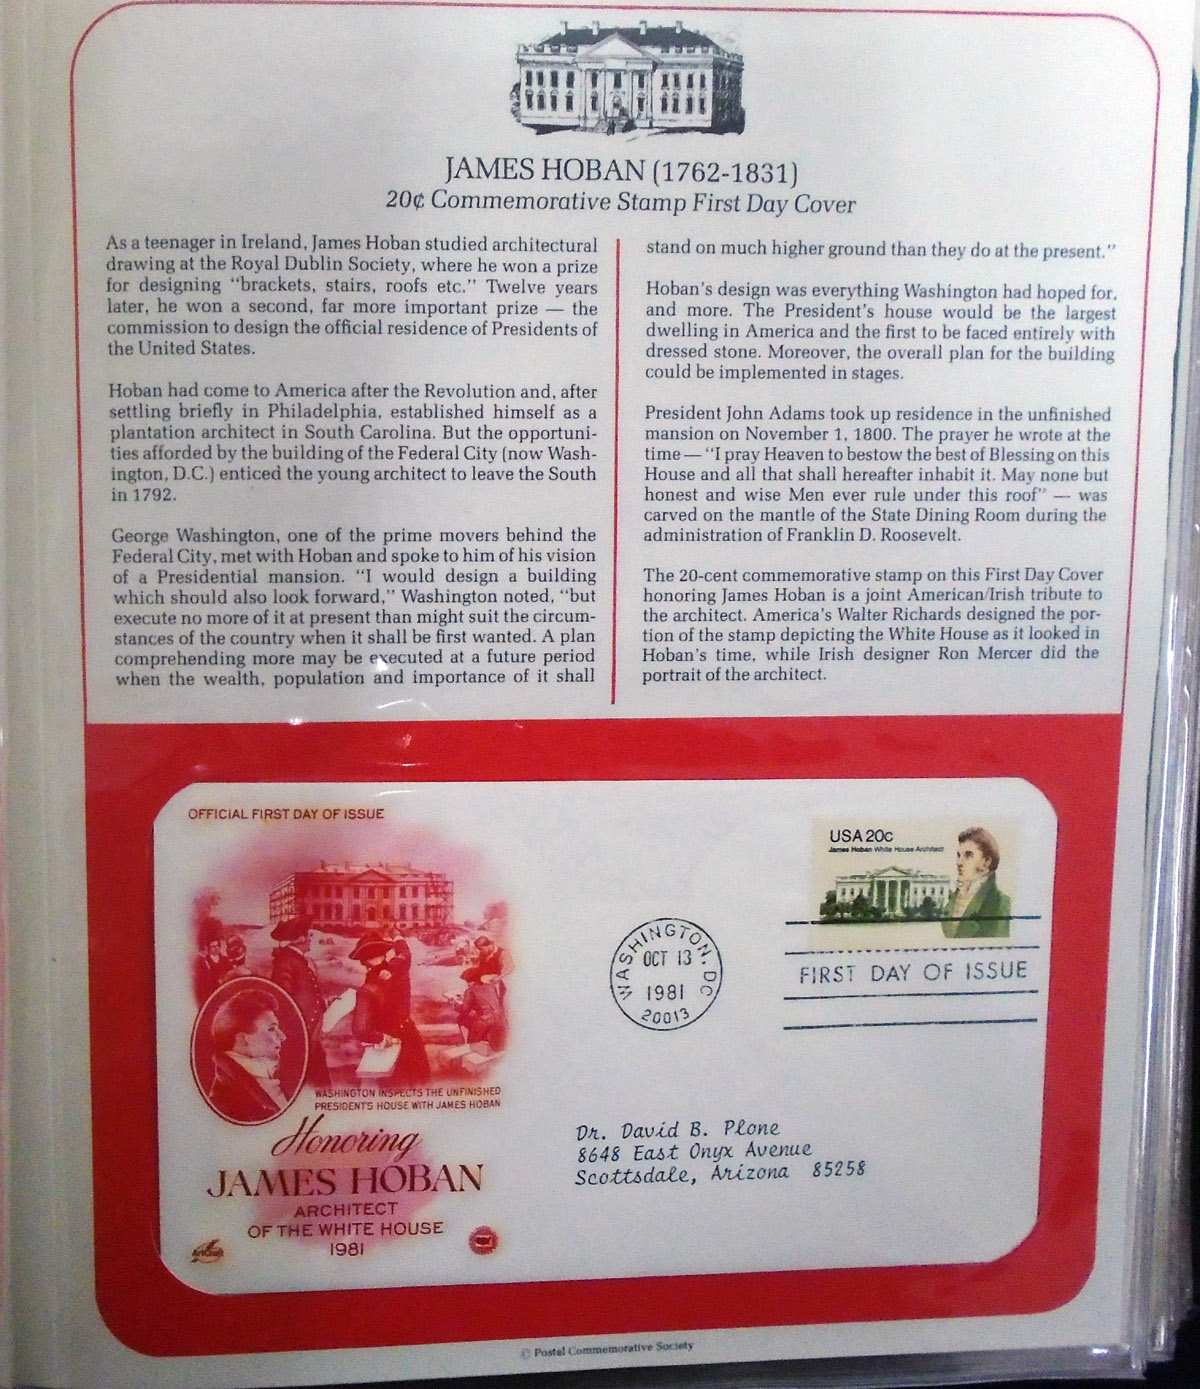 JAMES HOBAN (1762-1831)
20¢ Commemorative Stamp First Day Cover
As a teenager in Ireland, James Hoban studied architectural
drawing at the Royal Dublin Society, where he won a prize
for designing "brackets, stairs, roofs etc." Twelve years
later, he won a second, far more important prize — the
commission to design the official residence of Presidents of
the United States.
Hoban had come to America after the Revolution and, after
settling briefly in Philadelphia, established himself as a
plantation architect in South Carolina. But the opportuni-
ties afforded by the building of the Federal City (now Wash-
ington, D.C.) enticed the young architect to leave the South
in 1792.
George Washington, one of the prime movers behind the
Federal City, met with Hoban and spoke to him of his vision
of a Presidential mansion. "I would design a building
which should also look forward," Washington noted, "but
execute no more of it at present than might suit the circum-
stances of the country when it shall be first wanted. A plan
comprehending more may be executed at a future period
when the wealth, population and importance of it shall
stand on much higher ground than they do at the present."
Hoban's design was everything Washington had hoped for,
and more. The President's house would be the largest
dwelling in America and the first to be faced entirely with
dressed stone. Moreover, the overall plan for the building
could be implemented in stages.
President John Adams took up residence in the unfinished
mansion on November 1, 1800. The prayer he wrote at the
time — "I pray Heaven to bestow the best of Blessing on this
House and all that shall hereafter inhabit it. May none but
honest and wise Men ever rule under this roof" — was
carved on the mantle of the State Dining Room during the
administration of Franklin D. Roosevelt.
The 20-cent commemorative stamp on this First Day Cover
honoring James Hoban is a joint American/Irish tribute to
the architect. America's Walter Richards designed the por-
tion of the stamp depicting the White House as it looked in
Hoban's time, while Irish designer Ron Mercer did the
portrait of the architect.
OFFICIAL FIRST DAY OF ISSUE
WASHINGTON INSPECTS THE UNFINISHED
PRESIDENT'S HOUSE WITH JAMES HOBAN
Honoring
JAMES HOBAN
ARCHITECT
OF THE WHITE HOUSE
1981
ArtCraft
USA 20c
James Hoban White House Architect
WASHINGTON, DC
OCT 13
1981
20013
FIRST DAY OF ISSUE
Dr. David B. Plone
8648 East Onyx Avenue
Scottsdale, Arizona 85258
© Postal Commemorative Society